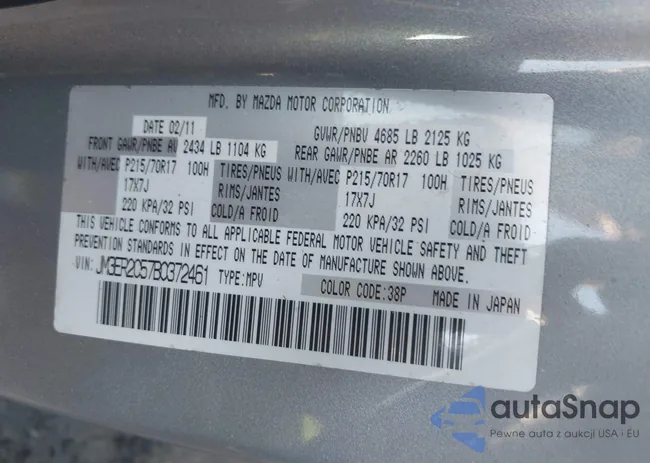 MFD. BY MAZDA MOTOR CORPORATION
DATE 02/11 GVWR/PNBV 4685 LB 2125 KG
FRONT GAWR/PNBE AV 2434 LB 1104 KG REAR GAWR/PNBE AR 2260 LB 1025 KG
WITH/AVEC P215/70R17 100H TIRES/PNEUS WITH/AVEC P215/70R17 100H TIRES/PNEUS
17X7J RIMS/JANTES 17X7J RIMS/JANTES
220 KPA/32 PSI COLD/A FROID 220 KPA/32 PSI COLD/A FROID
THIS VEHICLE CONFORMS TO ALL APPLICABLE FEDERAL MOTOR VEHICLE SAFETY AND THEFT
PREVENTION STANDARDS IN EFFECT ON THE DATE OF MANUFACTURE SHOWN ABOVE.
VIN: JM3ER2C57B0372461 TYPE:MPV
COLOR CODE:38P MADE IN JAPAN
autoSnap
Pewne auta z aukcji USA i EU